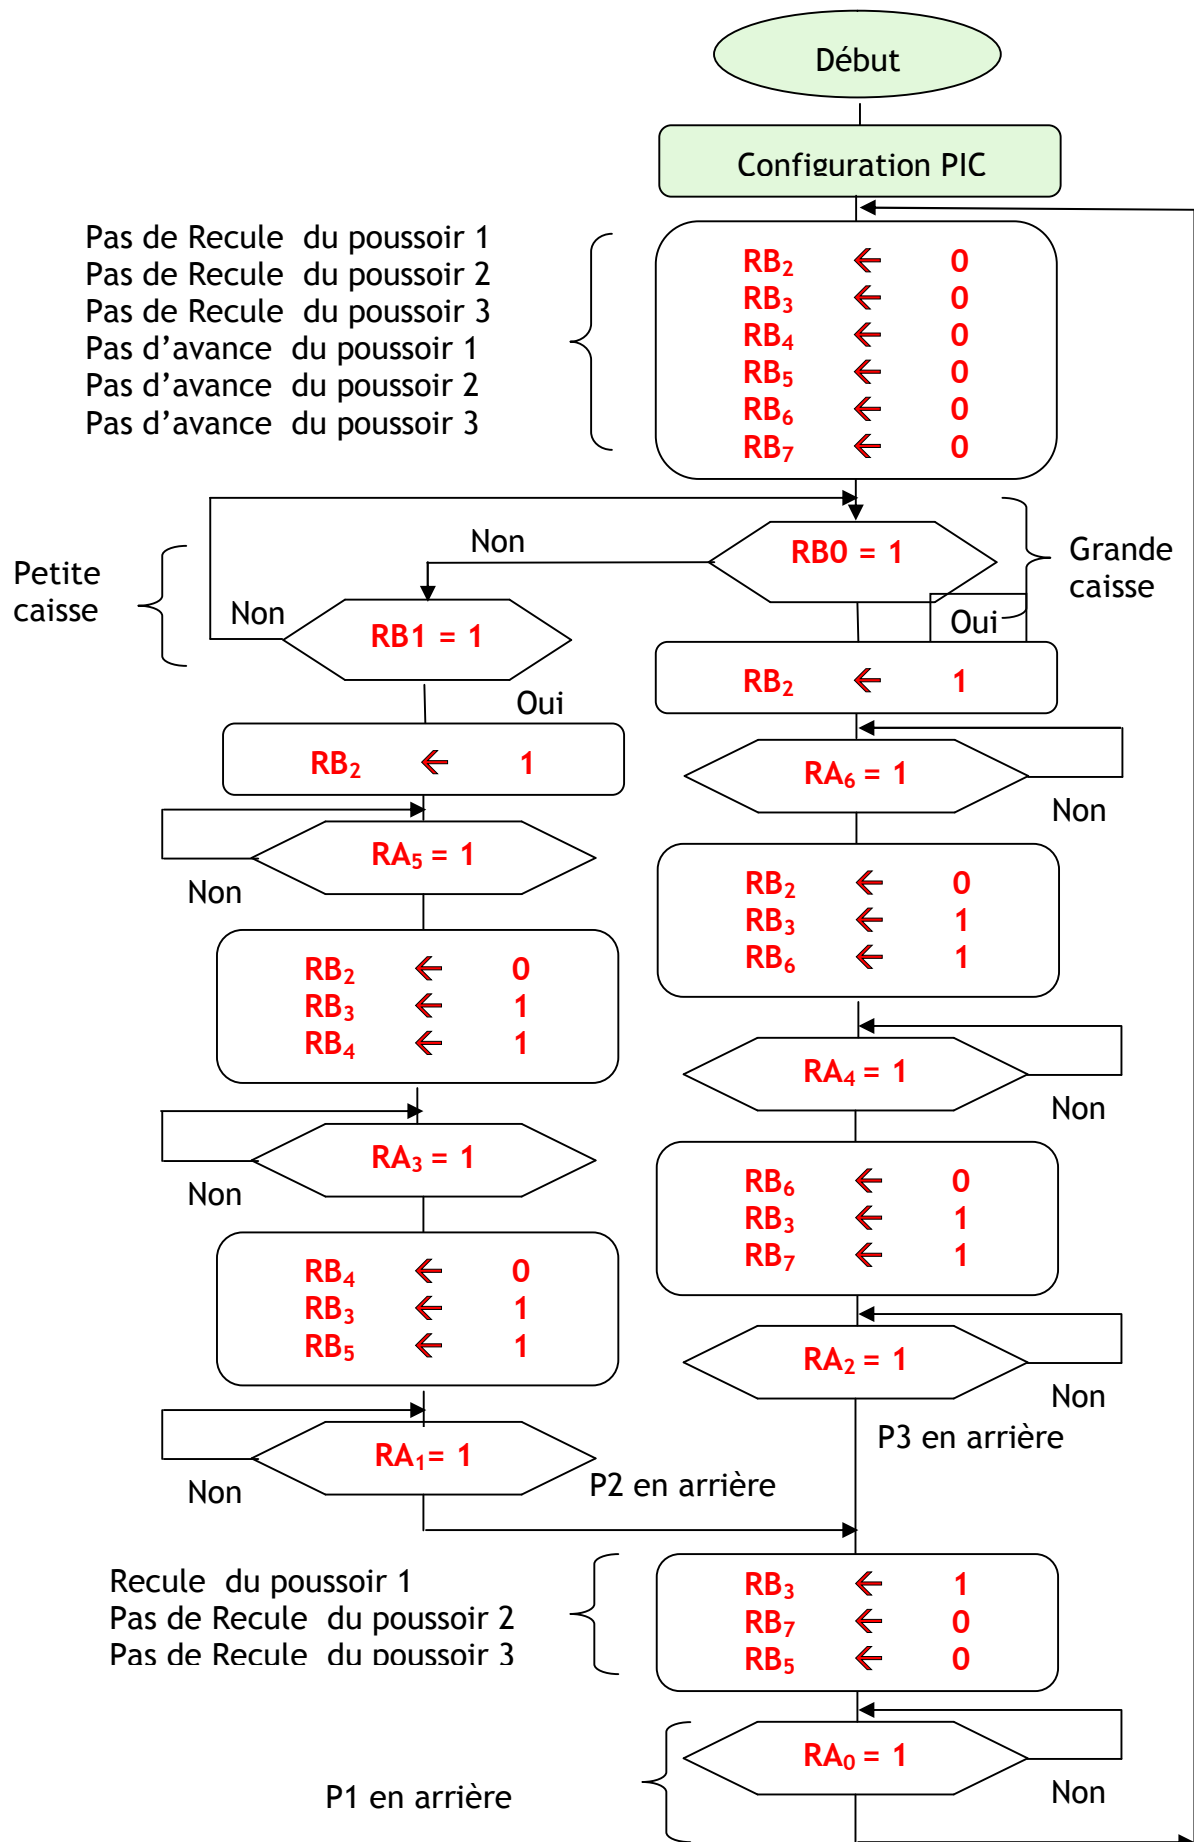 Début
Configuration PIC
Pas de Recule du poussoir 1
Pas de Recule du poussoir 2
Pas de Recule du poussoir 3
Pas d’avance du poussoir 1
Pas d’avance du poussoir 2
Pas d’avance du poussoir 3
RB₂ ← 0
RB₃ ← 0
RB₄ ← 0
RB₅ ← 0
RB₆ ← 0
RB₇ ← 0
Non
RB0 = 1
Grande
caisse
Petite
caisse
Non
RB1 = 1
Oui
Oui
RB₂ ← 1
RB₂ ← 1
RA₆ = 1
Non
RA₅ = 1
Non
RB₂ ← 0
RB₃ ← 1
RB₆ ← 1
RB₂ ← 0
RB₃ ← 1
RB₄ ← 1
RA₄ = 1
Non
RA₃ = 1
Non
RB₆ ← 0
RB₃ ← 1
RB₇ ← 1
RB₄ ← 0
RB₃ ← 1
RB₅ ← 1
RA₂ = 1
Non
P3 en arrière
RA₁= 1
Non
P2 en arrière
Recule du poussoir 1
Pas de Recule du poussoir 2
Pas de Recule du poussoir 3
RB₃ ← 1
RB₇ ← 0
RB₅ ← 0
RA₀ = 1
Non
P1 en arrière